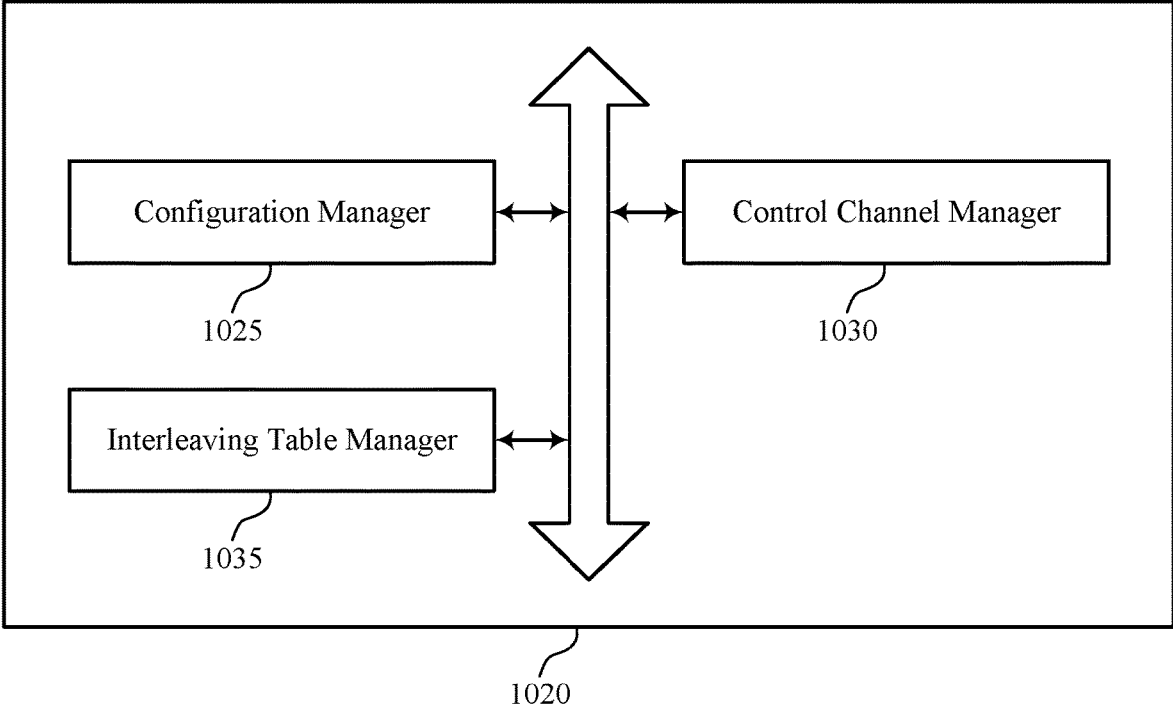 Configuration Manager
Control Channel Manager
1025
1030
Interleaving Table Manager
1035
1020